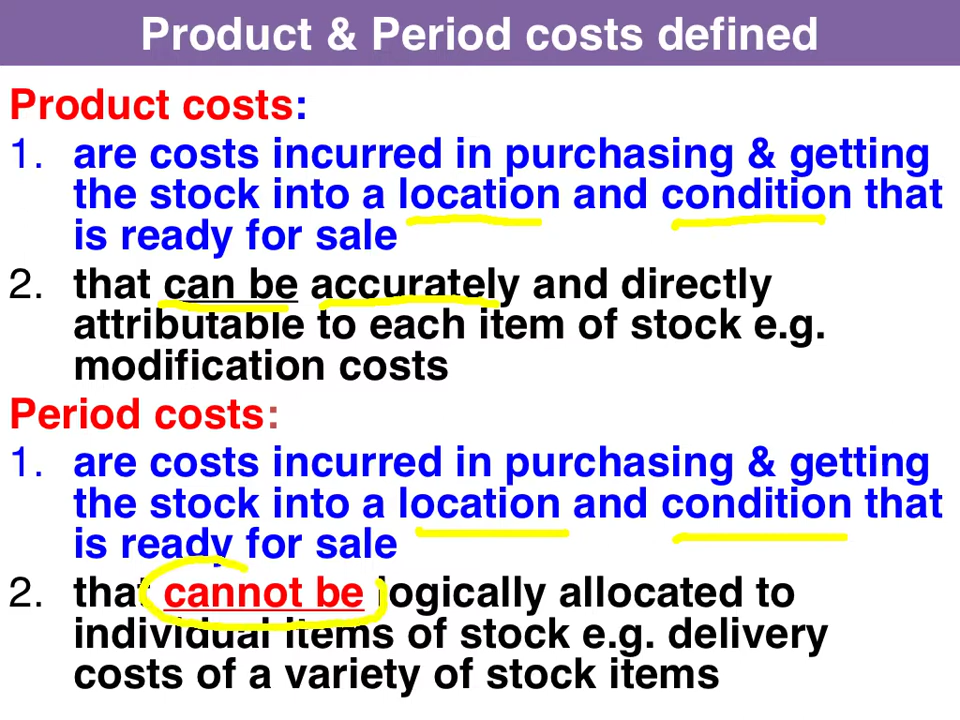 Product & Period costs defined
Product costs:
1. are costs incurred in purchasing & getting
the stock into a location and condition that
is ready for sale
2. that can be accurately and directly
attributable to each item of stock e.g.
modification costs
Period costs:
1. are costs incurred in purchasing & getting
the stock into a location and condition that
is ready for sale
2. that cannot be logically allocated to
individual items of stock e.g. delivery
costs of a variety of stock items